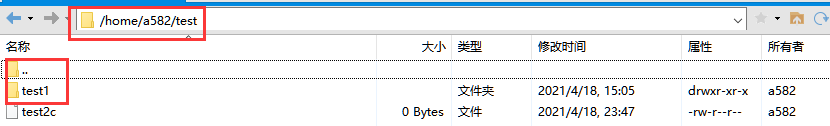 /home/a582/test
名称 大小 类型 修改时间 属性 所有者
..
test1 文件夹 2021/4/18, 15:05 drwxr-xr-x a582
test2c 0 Bytes 文件 2021/4/18, 23:47 -rw-r--r-- a582